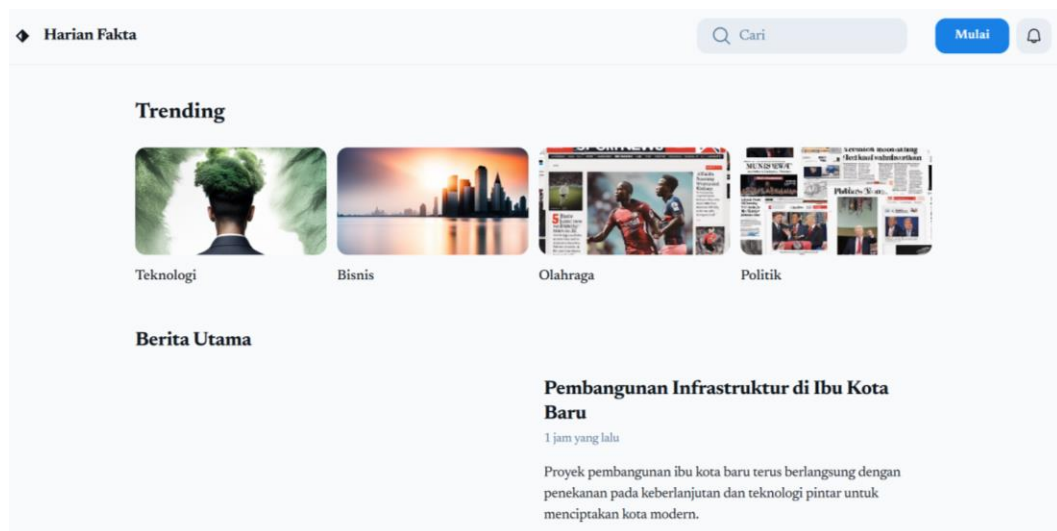 Harian Fakta
Cari
Mulai
Trending
Teknologi
Bisnis
Olahraga
Politik
Berita Utama
Pembangunan Infrastruktur di Ibu Kota
Baru
1 jam yang lalu
Proyek pembangunan ibu kota baru terus berlangsung dengan
penekanan pada keberlanjutan dan teknologi pintar untuk
menciptakan kota modern.